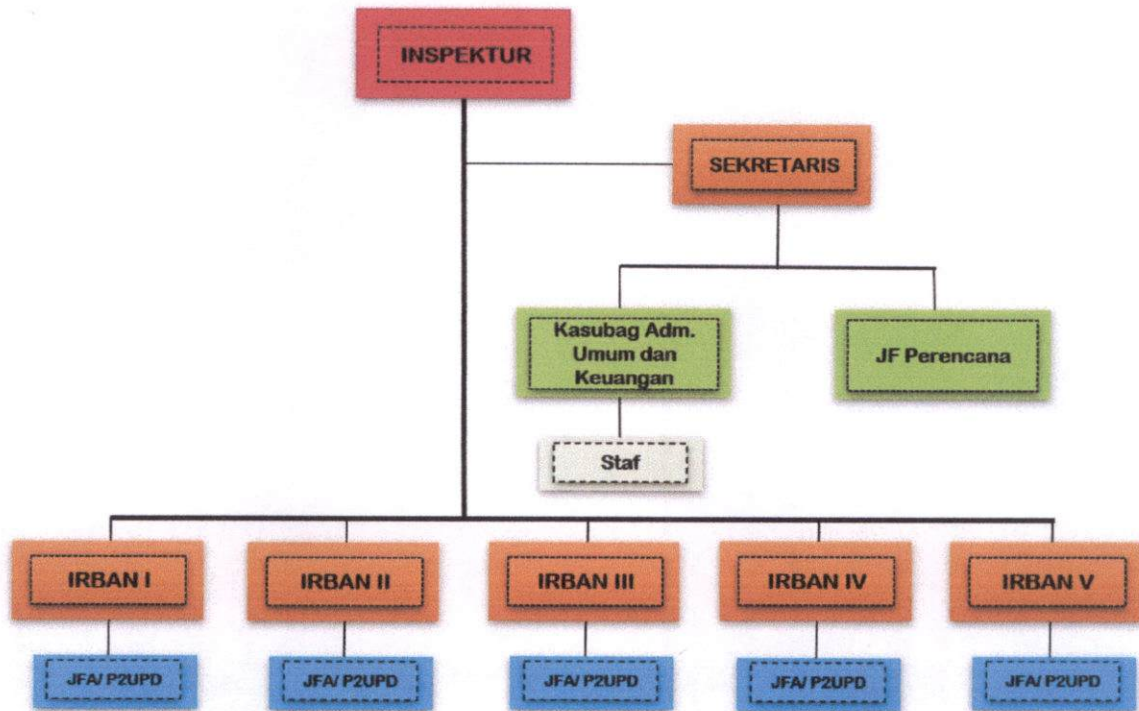 INSPEKTUR
SEKRETARIS
Kasubag Adm.
Umum dan
Keuangan
JF Perencana
Staf
IRBAN I
IRBAN II
IRBAN III
IRBAN IV
IRBAN V
JFA/ P2UPD
JFA/ P2UPD
JFA/ P2UPD
JFA/ P2UPD
JFA/ P2UPD